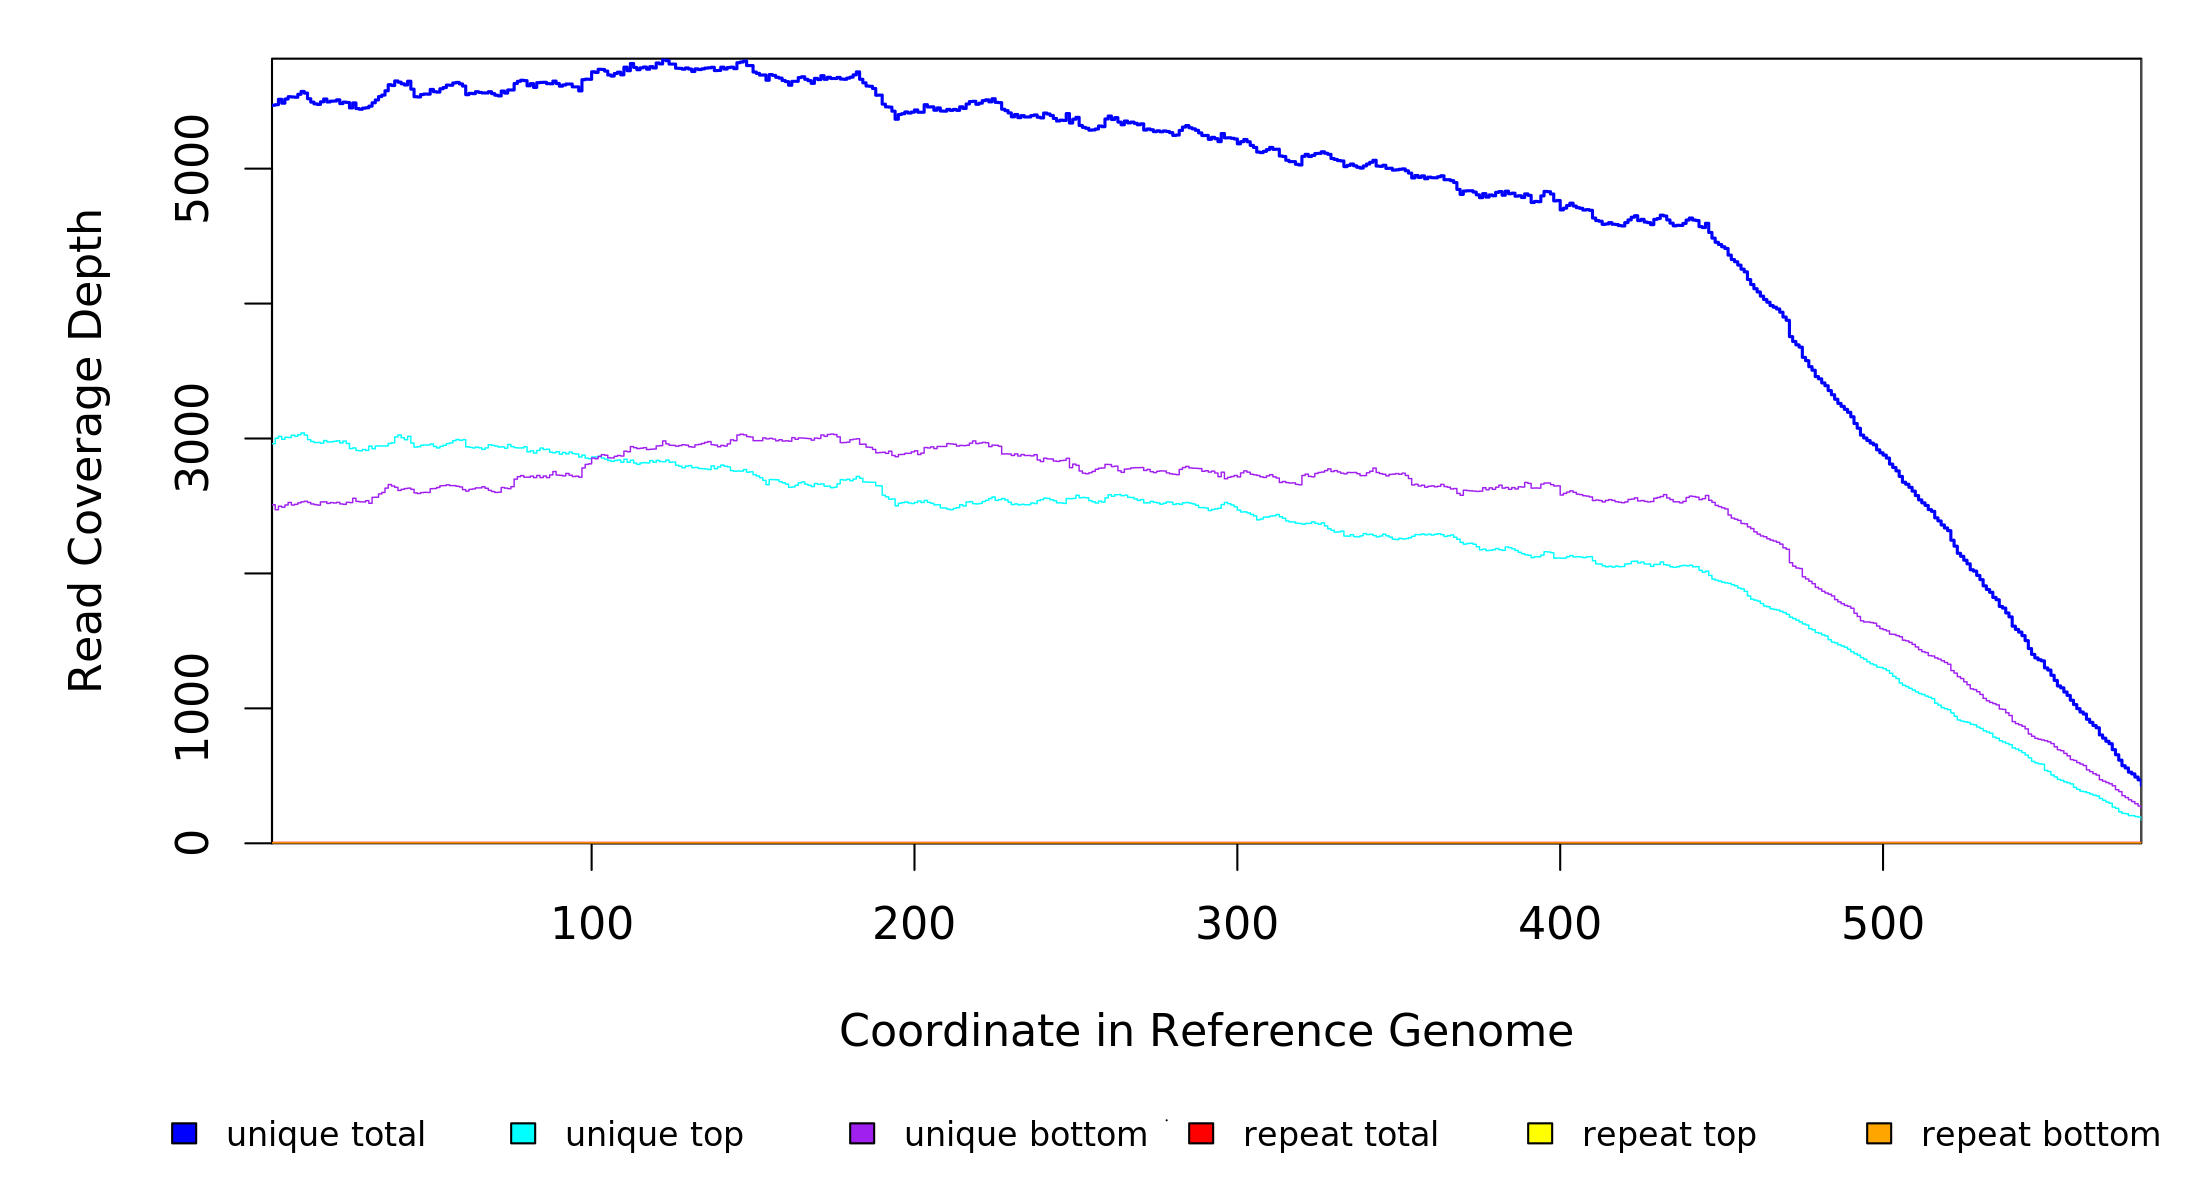 Read Coverage Depth
5000
3000
1000
0
100 200 300 400 500
Coordinate in Reference Genome
unique total unique top unique bottom repeat total repeat top repeat bottom